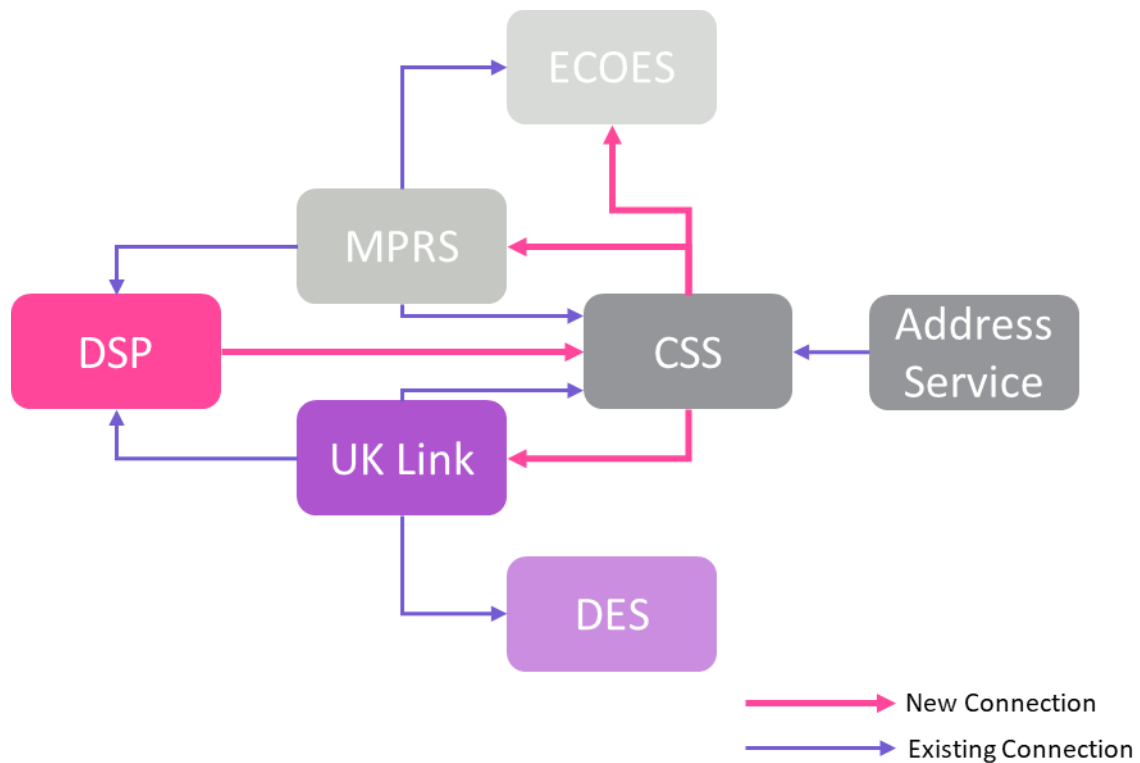 ECOES
MPRS
DSP
CSS
Address
Service
UK Link
DES
New Connection
Existing Connection